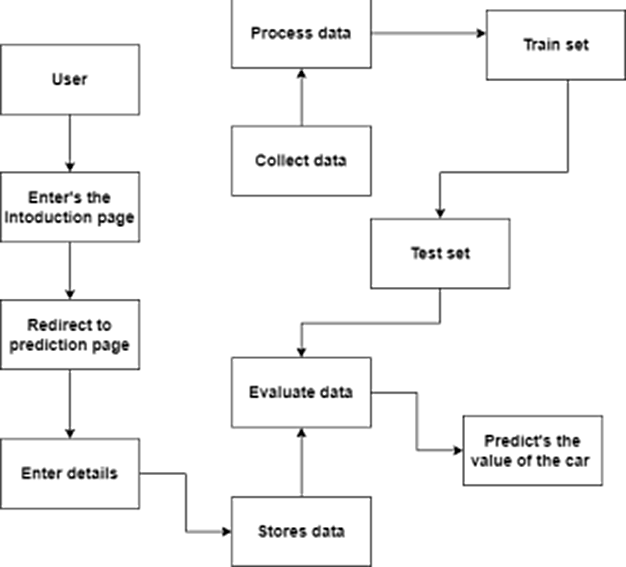 Process data
Train set
User
Collect data
Enter's the
Intoduction page
Test set
Redirect to
prediction page
Evaluate data
Predict's the
value of the car
Enter details
Stores data